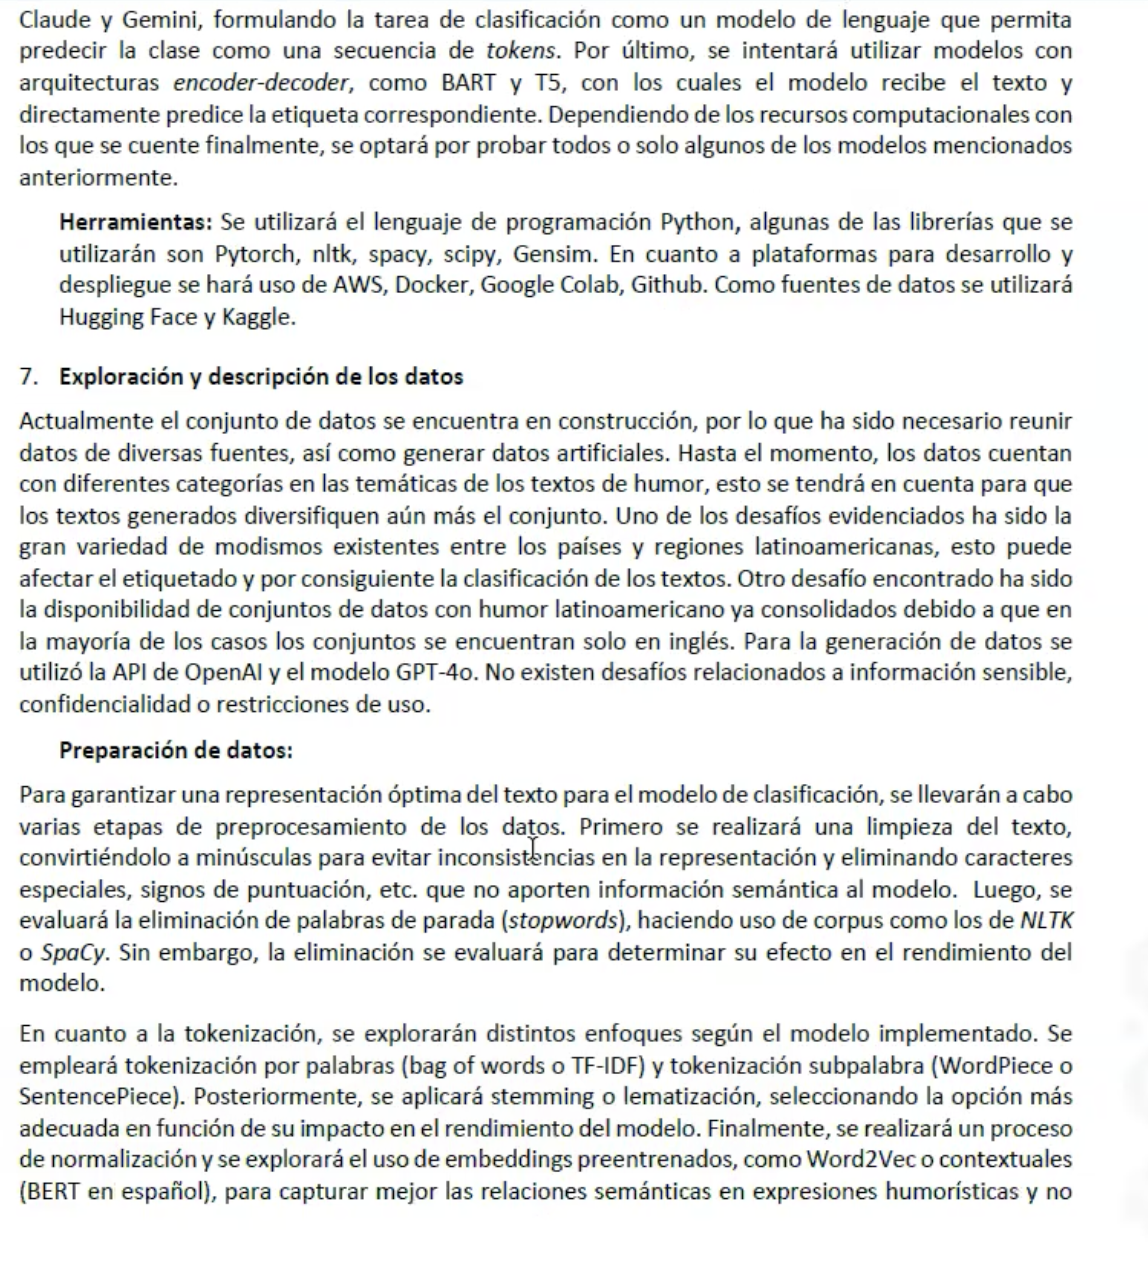 Claude y Gemini, formulando la tarea de clasificación como un modelo de lenguaje que permita
predecir la clase como una secuencia de tokens. Por último, se intentará utilizar modelos con
arquitecturas encoder-decoder, como BART y T5, con los cuales el modelo recibe el texto y
directamente predice la etiqueta correspondiente. Dependiendo de los recursos computacionales con
los que se cuente finalmente, se optará por probar todos o solo algunos de los modelos mencionados
anteriormente.
Herramientas: Se utilizará el lenguaje de programación Python, algunas de las librerías que se
utilizarán son Pytorch, nltk, spacy, scipy, Gensim. En cuanto a plataformas para desarrollo y
despliegue se hará uso de AWS, Docker, Google Colab, Github. Como fuentes de datos se utilizará
Hugging Face y Kaggle.
7. Exploración y descripción de los datos
Actualmente el conjunto de datos se encuentra en construcción, por lo que ha sido necesario reunir
datos de diversas fuentes, así como generar datos artificiales. Hasta el momento, los datos cuentan
con diferentes categorías en las temáticas de los textos de humor, esto se tendrá en cuenta para que
los textos generados diversifiquen aún más el conjunto. Uno de los desafíos evidenciados ha sido la
gran variedad de modismos existentes entre los países y regiones latinoamericanas, esto puede
afectar el etiquetado y por consiguiente la clasificación de los textos. Otro desafío encontrado ha sido
la disponibilidad de conjuntos de datos con humor latinoamericano ya consolidados debido a que en
la mayoría de los casos los conjuntos se encuentran solo en inglés. Para la generación de datos se
utilizó la API de OpenAI y el modelo GPT-4o. No existen desafíos relacionados a información sensible,
confidencialidad o restricciones de uso.
Preparación de datos:
Para garantizar una representación óptima del texto para el modelo de clasificación, se llevarán a cabo
varias etapas de preprocesamiento de los datos. Primero se realizará una limpieza del texto,
convirtiéndolo a minúsculas para evitar inconsistencias en la representación y eliminando caracteres
especiales, signos de puntuación, etc. que no aporten información semántica al modelo. Luego, se
evaluará la eliminación de palabras de parada (stopwords), haciendo uso de corpus como los de NLTK
o SpaCy. Sin embargo, la eliminación se evaluará para determinar su efecto en el rendimiento del
modelo.
En cuanto a la tokenización, se explorarán distintos enfoques según el modelo implementado. Se
empleará tokenización por palabras (bag of words o TF-IDF) y tokenización subpalabra (WordPiece o
SentencePiece). Posteriormente, se aplicará stemming o lematización, seleccionando la opción más
adecuada en función de su impacto en el rendimiento del modelo. Finalmente, se realizará un proceso
de normalización y se explorará el uso de embeddings preentrenados, como Word2Vec o contextuales
(BERT en español), para capturar mejor las relaciones semánticas en expresiones humorísticas y no